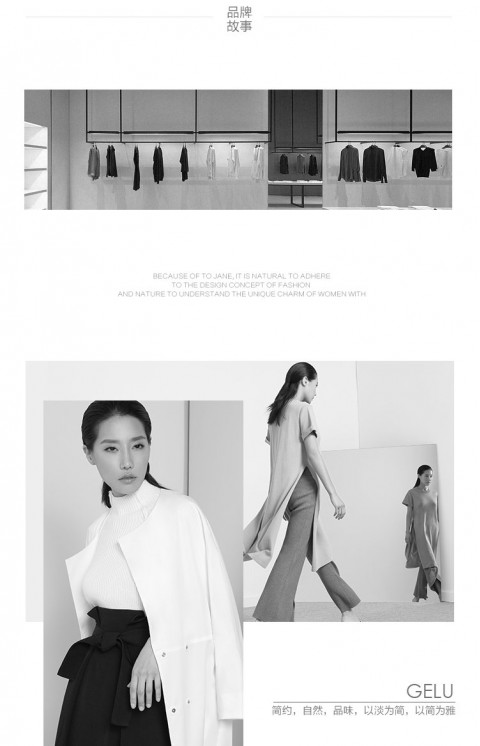 品牌
故事
BECAUSE OF TO JANE, IT IS NATURAL TO ADHERE
TO THE DESIGN CONCEPT OF FASHION
AND NATURE TO UNDERSTAND THE UNIQUE CHARM OF WOMEN WITH
GELU
简约，自然，品味，以淡为简，以简为雅